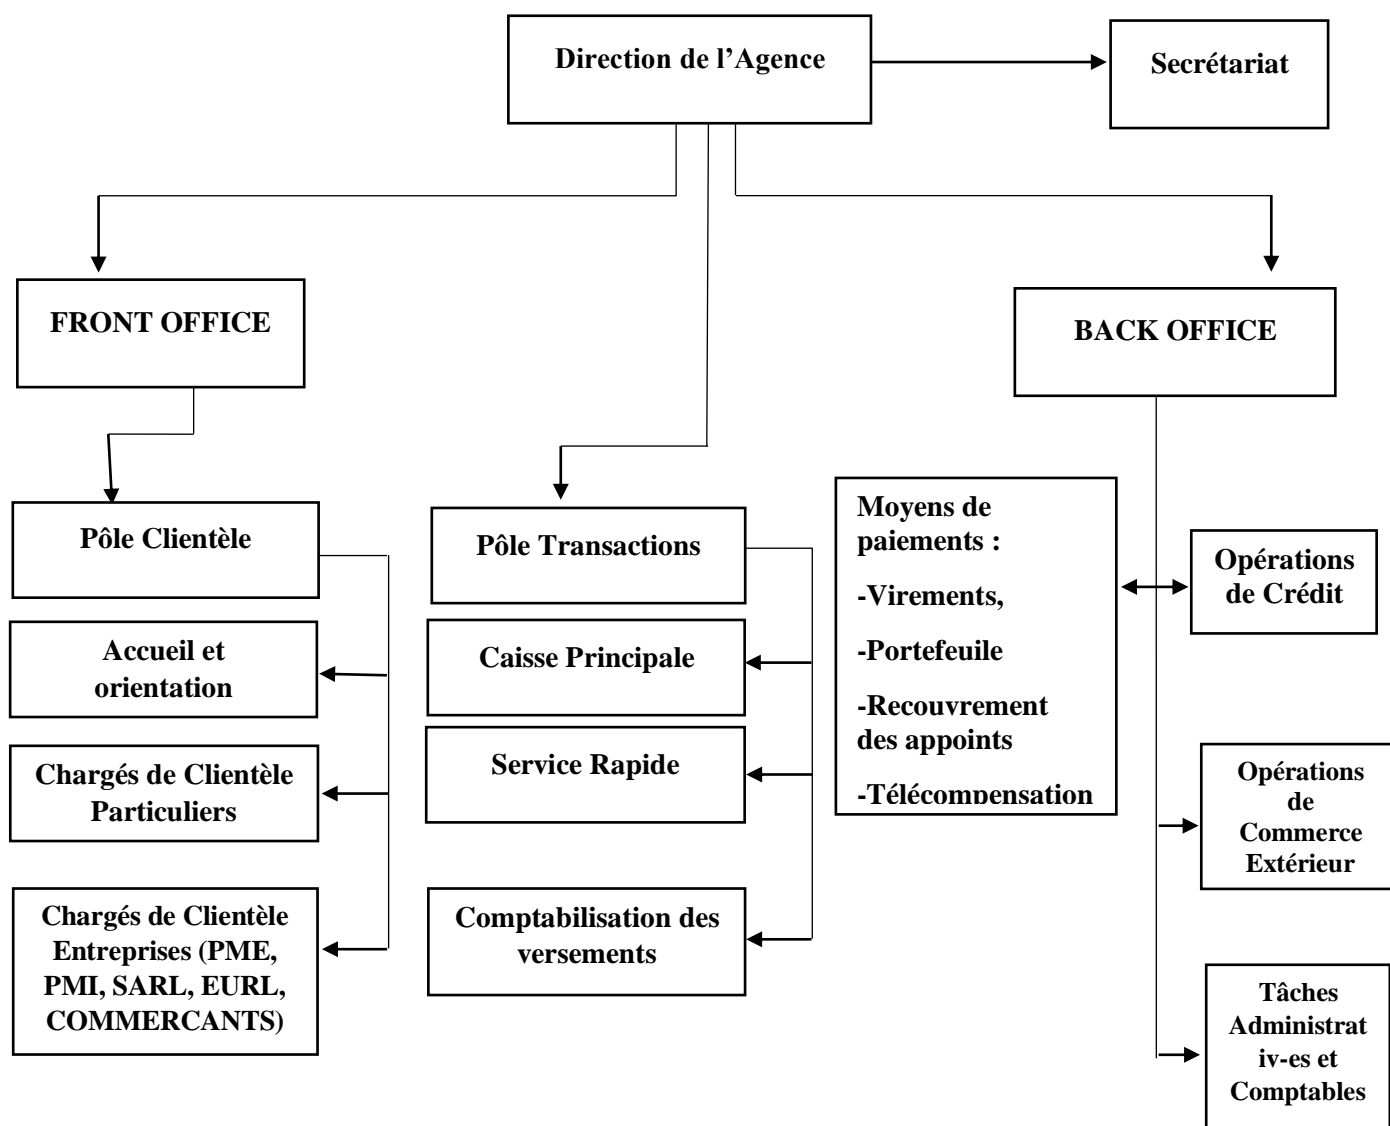 Direction de l’Agence
Secrétariat
FRONT OFFICE
BACK OFFICE
Pôle Clientèle
Accueil et
orientation
Chargés de Clientèle
Particuliers
Chargés de Clientèle
Entreprises (PME,
PMI, SARL, EURL,
COMMERCANTS)
Pôle Transactions
Caisse Principale
Service Rapide
Comptabilisation des
versements
Moyens de
paiements :
-Virements,
-Portefeuile
-Recouvrement
des appoints
-Télécompensation
Opérations
de Crédit
Opérations
de
Commerce
Extérieur
Tâches
Administrat
iv-es et
Comptables